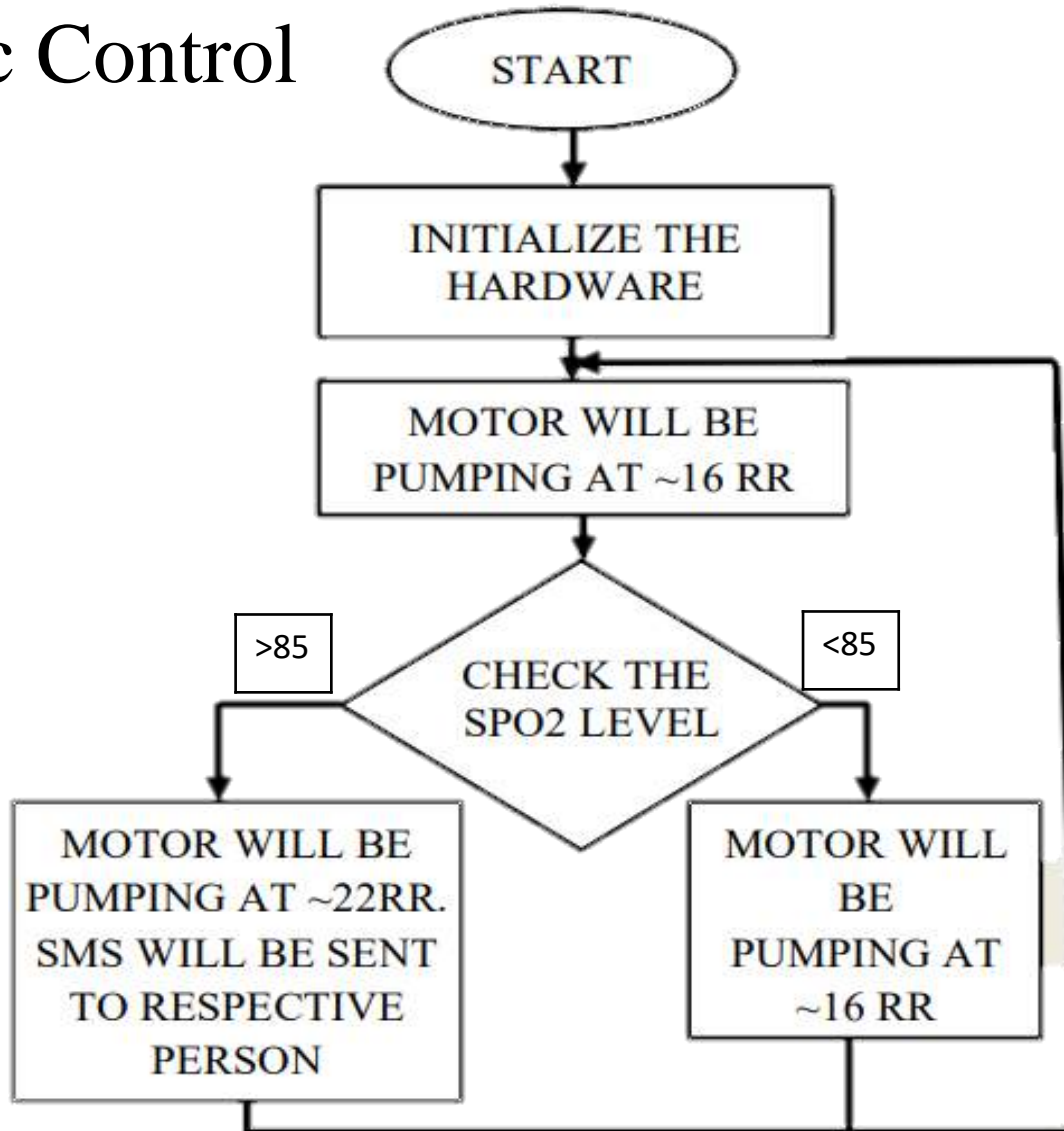 c Control
START
INITIALIZE THE
HARDWARE
MOTOR WILL BE
PUMPING AT ~16 RR
>85
<85
CHECK THE
SPO2 LEVEL
MOTOR WILL BE
PUMPING AT ~22RR.
SMS WILL BE SENT
TO RESPECTIVE
PERSON
MOTOR WILL
BE
PUMPING AT
~16 RR